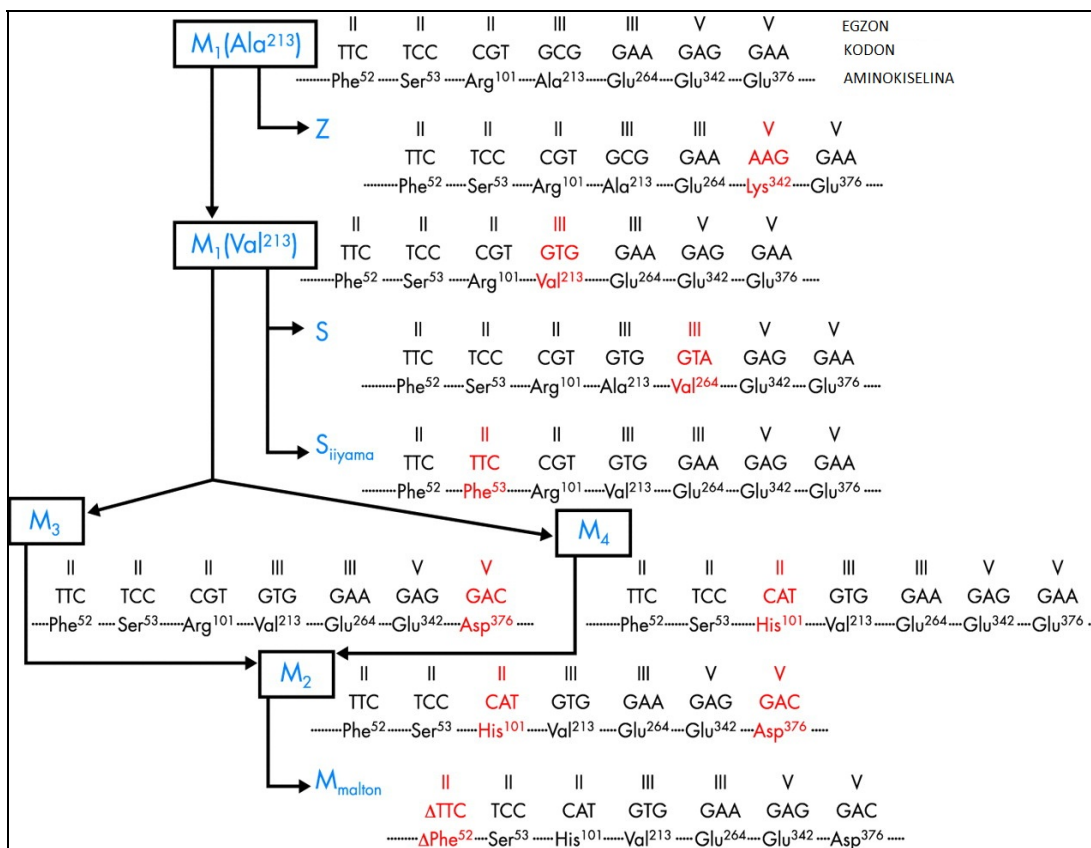 II II II III III V V EGZON
M₁(Ala²¹³) TTC TCC CGT GCG GAA GAG GAA KODON
Phe⁵² Ser⁵³ Arg¹⁰¹ Ala²¹³ Glu²⁶⁴ Glu³⁴² Glu³⁷⁶ AMINOKISELINA
Z II II II III III V V
TTC TCC CGT GCG GAA AAG GAA
Phe⁵² Ser⁵³ Arg¹⁰¹ Ala²¹³ Glu²⁶⁴ Lys³⁴² Glu³⁷⁶
M₁(Val²¹³) II II II III III V V
TTC TCC CGT GTG GAA GAG GAA
Phe⁵² Ser⁵³ Arg¹⁰¹ Val²¹³ Glu²⁶⁴ Glu³⁴² Glu³⁷⁶
S II II II III III V V
TTC TCC CGT GTG GTA GAG GAA
Phe⁵² Ser⁵³ Arg¹⁰¹ Ala²¹³ Val²⁶⁴ Glu³⁴² Glu³⁷⁶
S_iiyama II II II III III V V
TTC TTC CGT GTG GAA GAG GAA
Phe⁵² Phe⁵³ Arg¹⁰¹ Val²¹³ Glu²⁶⁴ Glu³⁴² Glu³⁷⁶
M₃
II II II III III V V
TTC TCC CGT GTG GAA GAG GAC
Phe⁵² Ser⁵³ Arg¹⁰¹ Val²¹³ Glu²⁶⁴ Glu³⁴² Asp³⁷⁶
M₄
II II II III III V V
TTC TCC CAT GTG GAA GAG GAA
Phe⁵² Ser⁵³ His¹⁰¹ Val²¹³ Glu²⁶⁴ Glu³⁴² Glu³⁷⁶
M₂ II II II III III V V
TTC TCC CAT GTG GAA GAG GAC
Phe⁵² Ser⁵³ His¹⁰¹ Val²¹³ Glu²⁶⁴ Glu³⁴² Asp³⁷⁶
M_malton II II II III III V V
ΔTTC TCC CAT GTG GAA GAG GAC
ΔPhe⁵² Ser⁵³ His¹⁰¹ Val²¹³ Glu²⁶⁴ Glu³⁴² Asp³⁷⁶